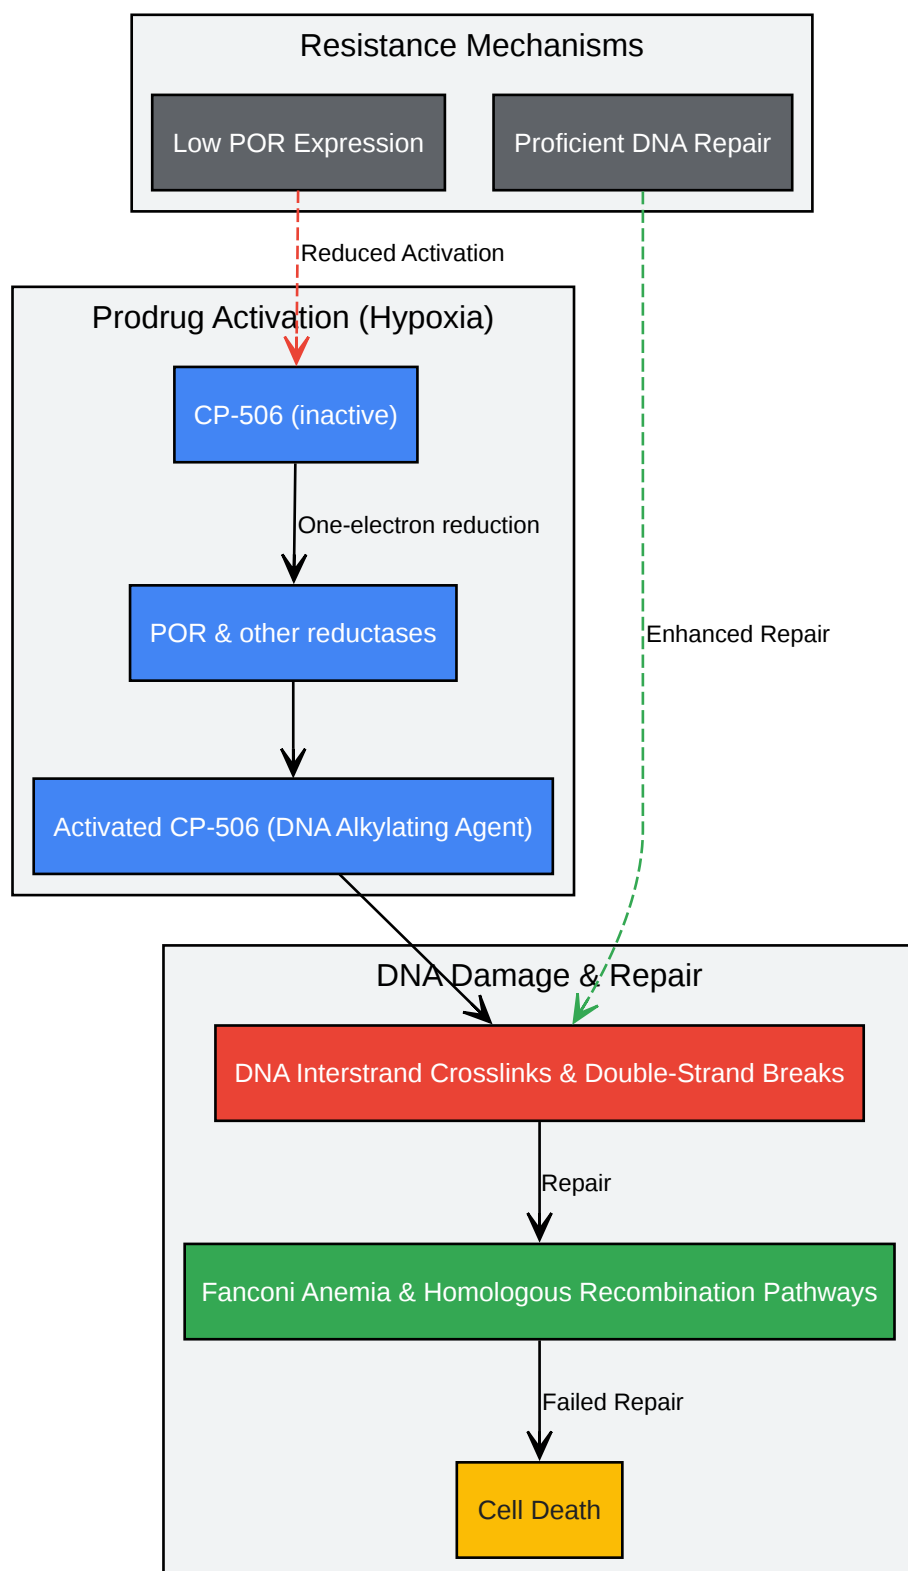 Resistance Mechanisms
Low POR Expression
Proficient DNA Repair
Reduced Activation
Prodrug Activation (Hypoxia)
CP-506 (inactive)
One-electron reduction
POR & other reductases
Enhanced Repair
Activated CP-506 (DNA Alkylating Agent)
DNA Damage & Repair
DNA Interstrand Crosslinks & Double-Strand Breaks
Repair
Fanconi Anemia & Homologous Recombination Pathways
Failed Repair
Cell Death